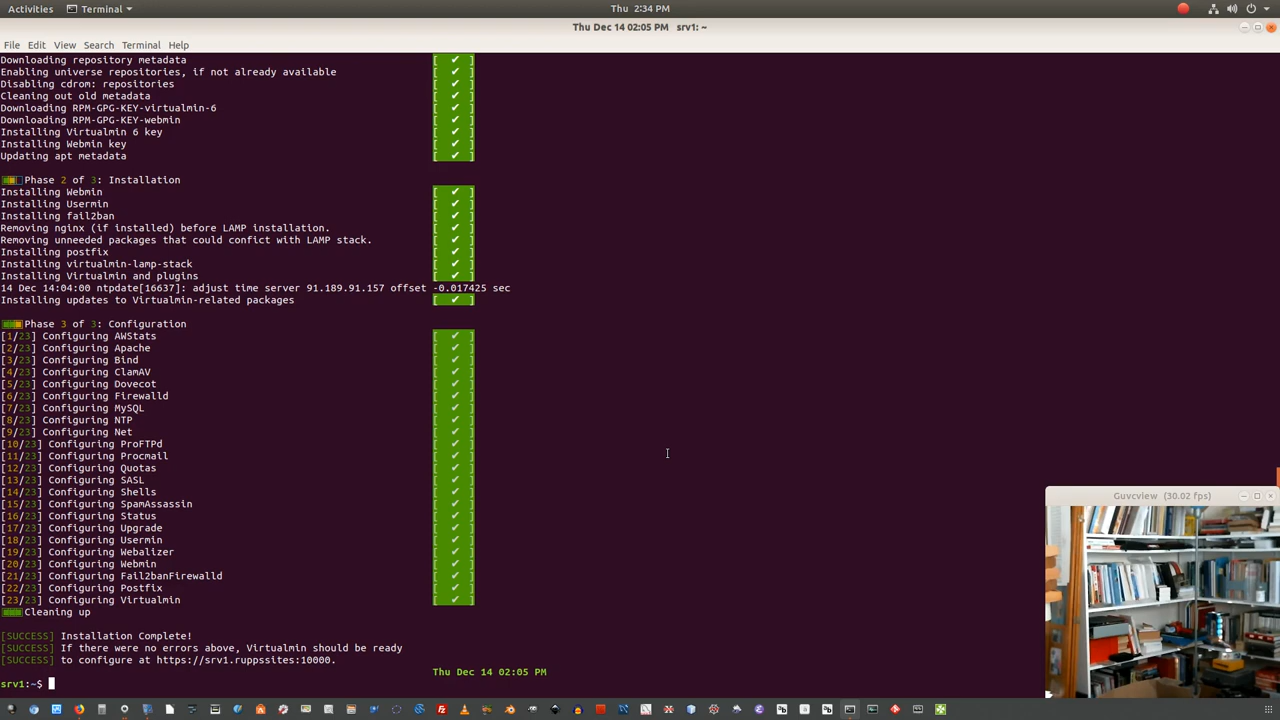 Activities Terminal Thu 2:34 PM
Thu Dec 14 02:05 PM srv1: ~
File Edit View Search Terminal Help
Downloading repository metadata [ ✔ ]
Enabling universe repositories, if not already available [ ✔ ]
Disabling cdrom: repositories [ ✔ ]
Cleaning out old metadata [ ✔ ]
Downloading RPM-GPG-KEY-virtualmin-6 [ ✔ ]
Downloading RPM-GPG-KEY-webmin [ ✔ ]
Installing Virtualmin 6 key [ ✔ ]
Installing Webmin key [ ✔ ]
Updating apt metadata [ ✔ ]
Phase 2 of 3: Installation
Installing Webmin [ ✔ ]
Installing Usermin [ ✔ ]
Installing fail2ban [ ✔ ]
Removing nginx (if installed) before LAMP installation. [ ✔ ]
Removing unneeded packages that could confict with LAMP stack. [ ✔ ]
Installing postfix [ ✔ ]
Installing virtualmin-lamp-stack [ ✔ ]
Installing Virtualmin and plugins [ ✔ ]
14 Dec 14:04:00 ntpdate[16637]: adjust time server 91.189.91.157 offset -0.017425 sec
Installing updates to Virtualmin-related packages [ ✔ ]
Phase 3 of 3: Configuration
[1/23] Configuring AWStats [ ✔ ]
[2/23] Configuring Apache [ ✔ ]
[3/23] Configuring Bind [ ✔ ]
[4/23] Configuring ClamAV [ ✔ ]
[5/23] Configuring Dovecot [ ✔ ]
[6/23] Configuring Firewalld [ ✔ ]
[7/23] Configuring MySQL [ ✔ ]
[8/23] Configuring NTP [ ✔ ]
[9/23] Configuring Net [ ✔ ]
[10/23] Configuring ProFTPd [ ✔ ]
[11/23] Configuring Procmail [ ✔ ]
[12/23] Configuring Quotas [ ✔ ]
[13/23] Configuring SASL [ ✔ ]
[14/23] Configuring Shells [ ✔ ]
[15/23] Configuring SpamAssassin [ ✔ ]
[16/23] Configuring Status [ ✔ ]
[17/23] Configuring Upgrade [ ✔ ]
[18/23] Configuring Usermin [ ✔ ]
[19/23] Configuring Webalizer [ ✔ ]
[20/23] Configuring Webmin [ ✔ ]
[21/23] Configuring Fail2banFirewalld [ ✔ ]
[22/23] Configuring Postfix [ ✔ ]
[23/23] Configuring Virtualmin [ ✔ ]
Cleaning up
[SUCCESS] Installation Complete!
[SUCCESS] If there were no errors above, Virtualmin should be ready
[SUCCESS] to configure at https://srv1.ruppssites:10000.
Thu Dec 14 02:05 PM
srv1:~$
Guvcview (30.02 fps)